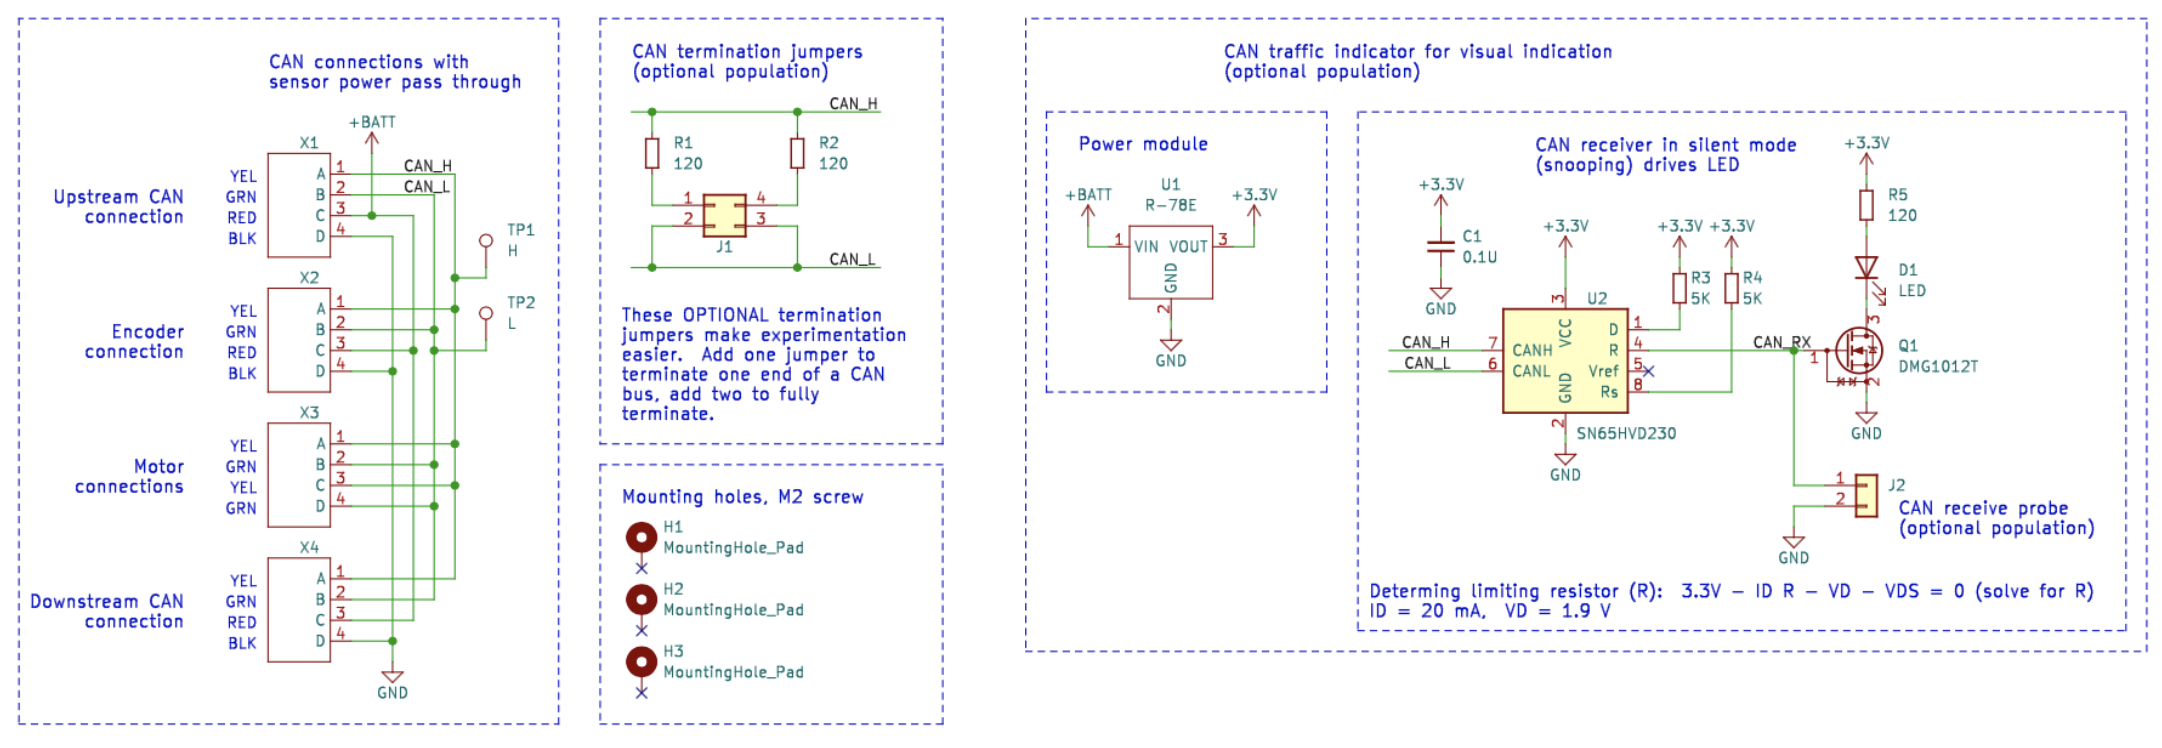 CAN connections with
sensor power pass through
+BATT
X1
Upstream CAN
connection
YEL
GRN
RED
BLK
A 1
B 2
C 3
D 4
CAN_H
CAN_L
TP1
H
X2
Encoder
connection
YEL
GRN
RED
BLK
A 1
B 2
C 3
D 4
TP2
L
X3
Motor
connections
YEL
GRN
YEL
GRN
A 1
B 2
C 3
D 4
X4
Downstream CAN
connection
YEL
GRN
RED
BLK
A 1
B 2
C 3
D 4
GND
CAN termination jumpers
(optional population)
CAN_H
R1
120
R2
120
1 4
2 3
J1
CAN_L
These OPTIONAL termination
jumpers make experimentation
easier.  Add one jumper to
terminate one end of a CAN
bus, add two to fully
terminate.
Mounting holes, M2 screw
H1
MountingHole_Pad
H2
MountingHole_Pad
H3
MountingHole_Pad
CAN traffic indicator for visual indication
(optional population)
Power module
U1
R-78E
+BATT
+3.3V
1 VIN VOUT 3
GND
2
GND
CAN receiver in silent mode
(snooping) drives LED
+3.3V
C1
0.1U
GND
+3.3V
+3.3V
+3.3V
R3
5K
R4
5K
U2
3
VCC
CAN_H
CAN_L
7 CANH
6 CANL
D 1
R 4
Vref 5
Rs 8
GND
2
SN65HVD230
GND
CAN_RX
+3.3V
R5
120
D1
LED
3
1
2
Q1
DMG1012T
GND
1
2
J2
CAN receive probe
(optional population)
GND
Determing limiting resistor (R):  3.3V - ID R - VD - VDS = 0 (solve for R)
ID = 20 mA,  VD = 1.9 V